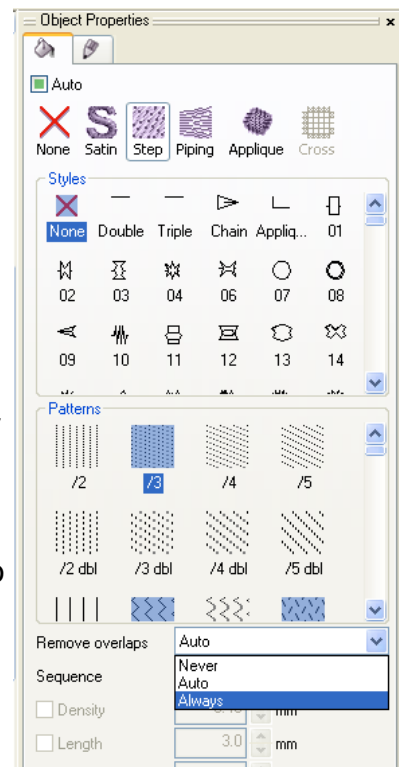 Object Properties
Auto
None Satin Step Piping Applique Cross
Styles
None Double Triple Chain Appliq... 01
02 03 04 06 07 08
09 10 11 12 13 14
Patterns
/2 /3 /4 /5
/2 dbl /3 dbl /4 dbl /5 dbl
Remove overlaps Auto
Never
Sequence
Auto
Always
Density mm
Length 3.0 mm